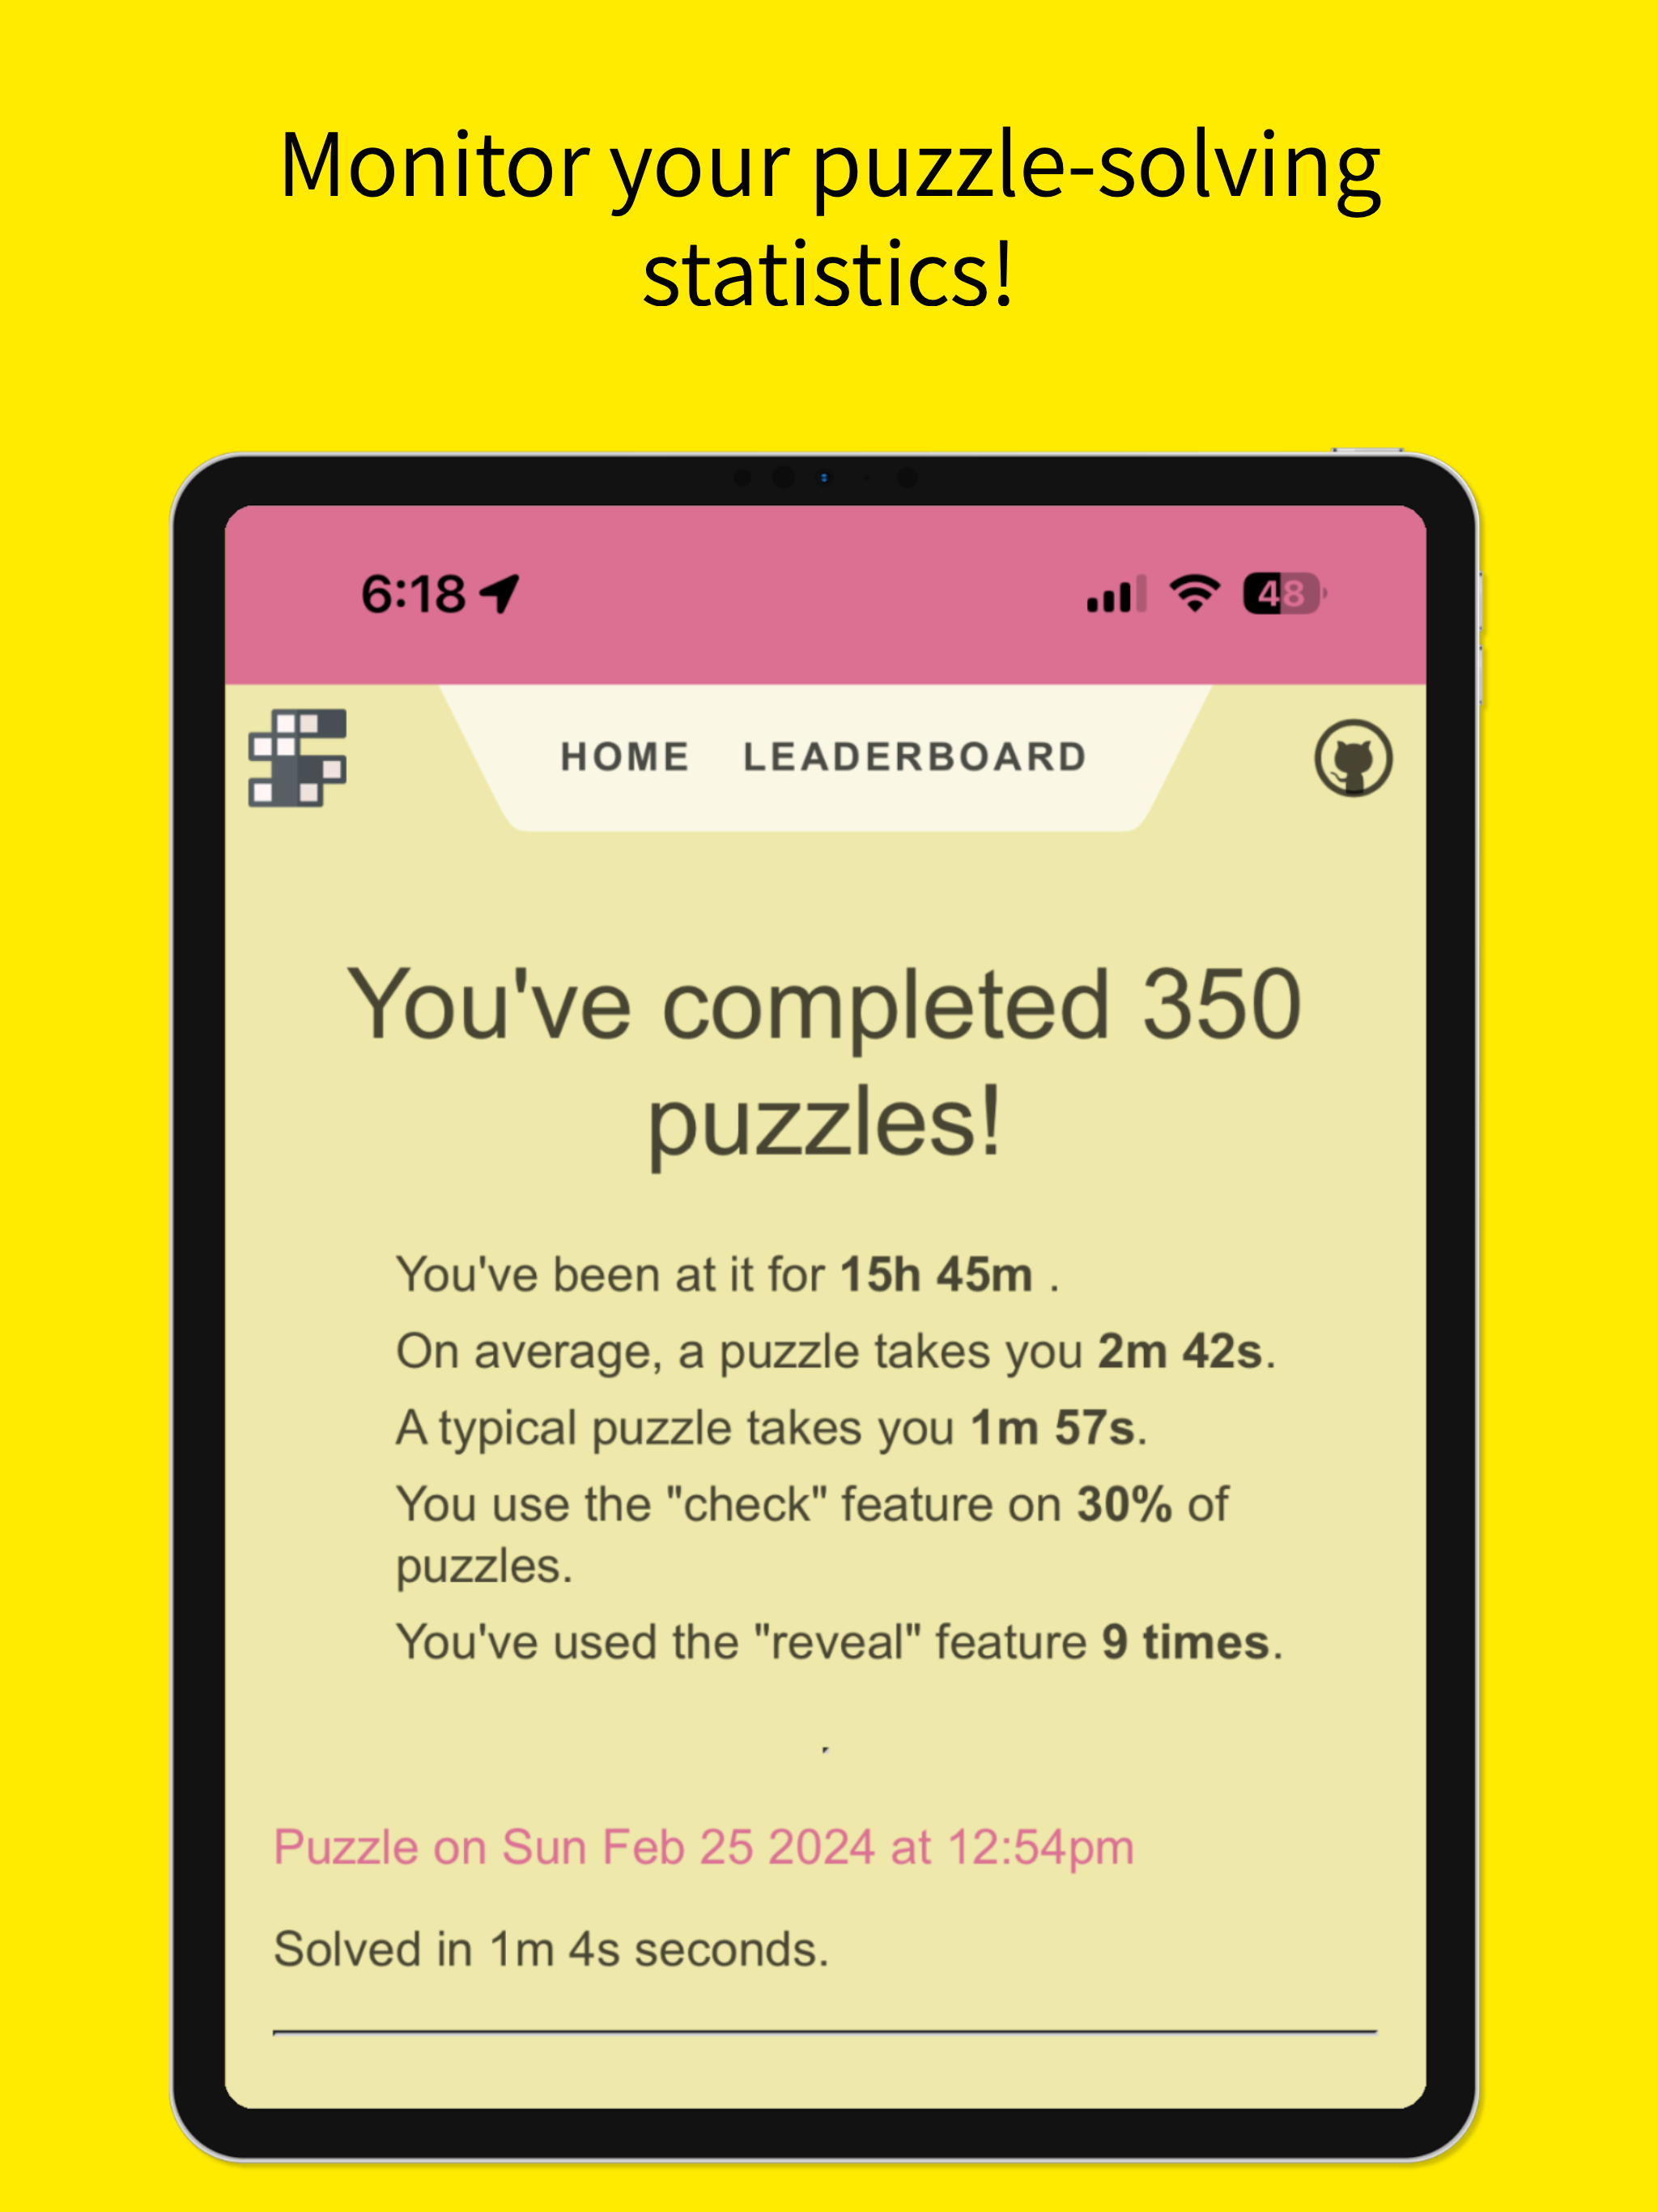 Monitor your puzzle-solving
statistics!
6:18
48
HOME LEADERBOARD
You've completed 350
puzzles!
You've been at it for 15h 45m .
On average, a puzzle takes you 2m 42s.
A typical puzzle takes you 1m 57s.
You use the "check" feature on 30% of
puzzles.
You've used the "reveal" feature 9 times.
Puzzle on Sun Feb 25 2024 at 12:54pm
Solved in 1m 4s seconds.